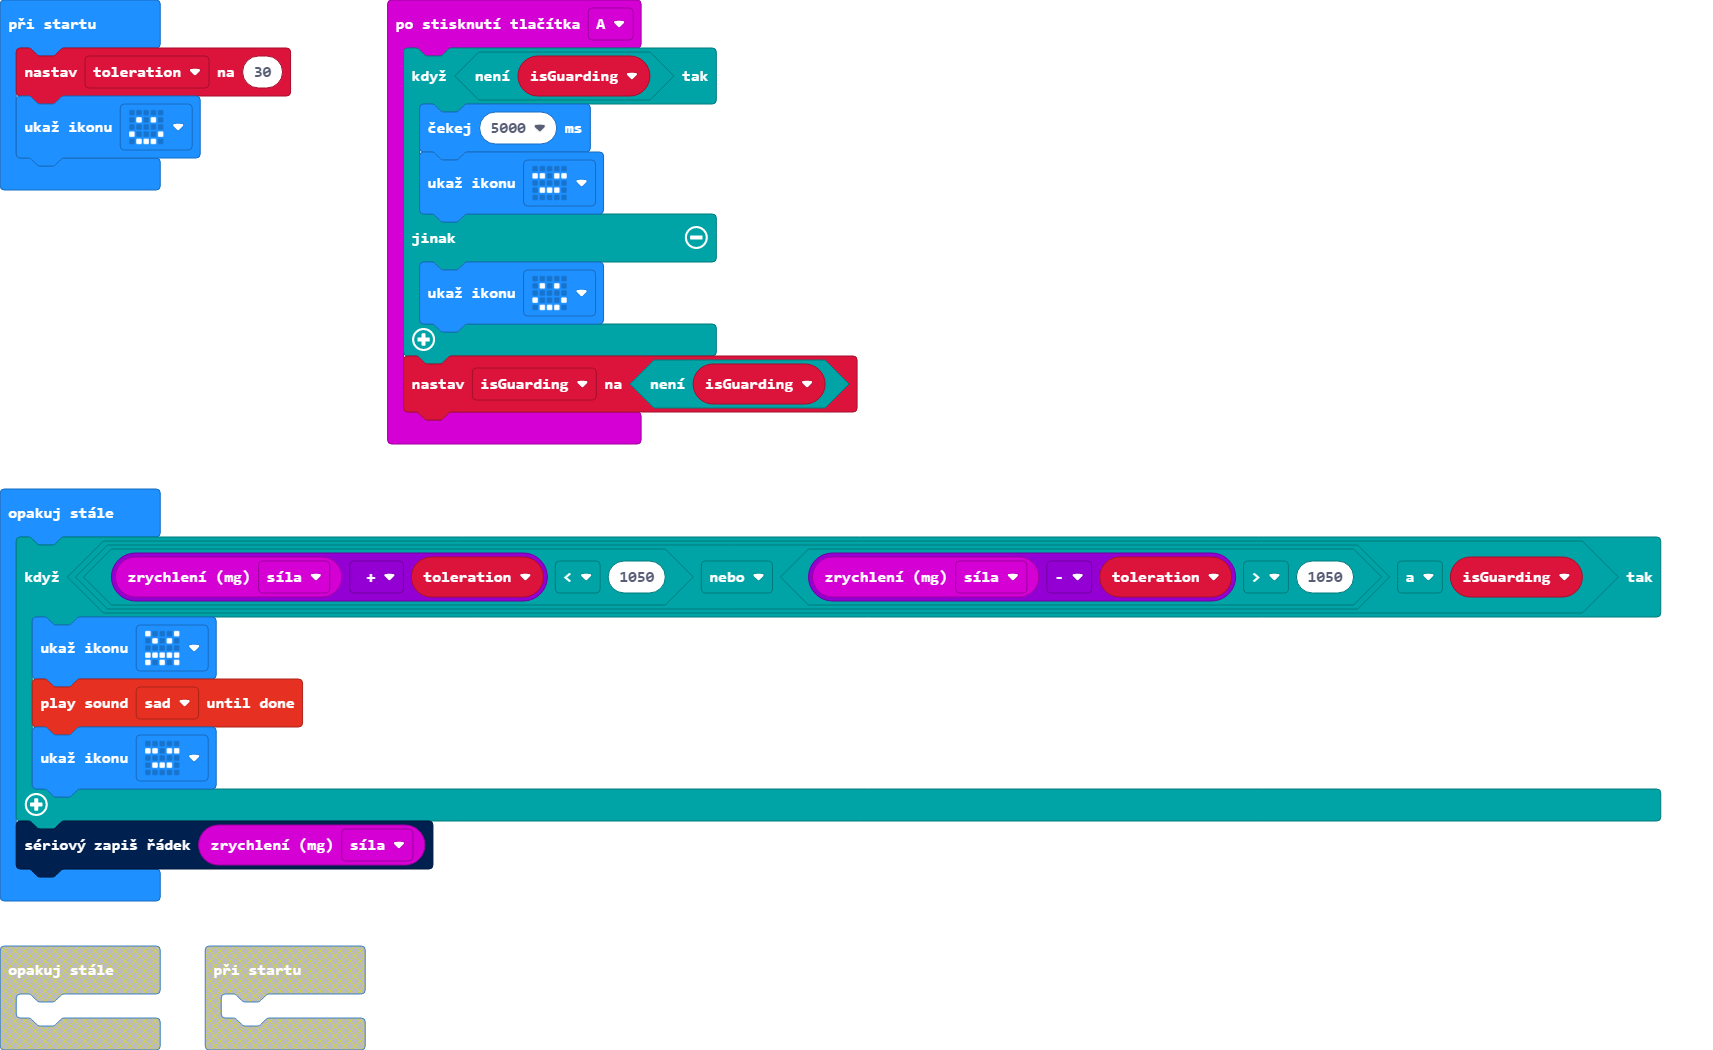 při startu
nastav toleration na 30
ukaž ikonu
po stisknutí tlačítka A
když není isGuarding tak
čekej 5000 ms
ukaž ikonu
jinak
ukaž ikonu
nastav isGuarding na není isGuarding
opakuj stále
když zrychlení (mg) síla + toleration < 1050 nebo zrychlení (mg) síla - toleration > 1050 a isGuarding tak
ukaž ikonu
play sound sad until done
ukaž ikonu
sériový zapiš řádek zrychlení (mg) síla
opakuj stále
při startu